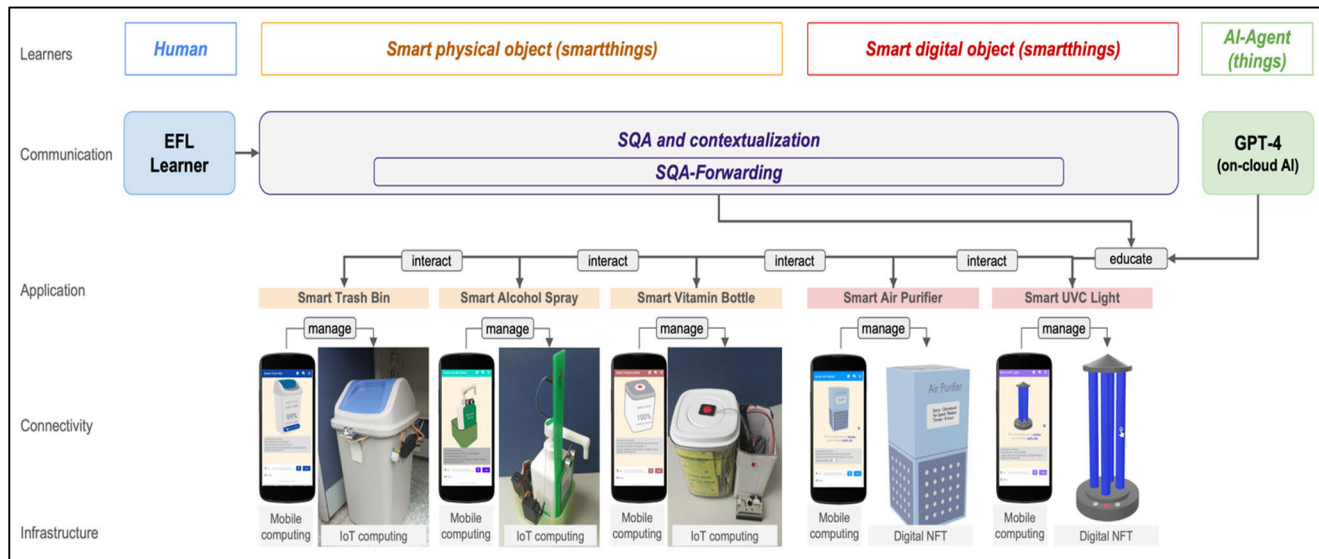 Learners
Human
Smart physical object (smartthings)
Smart digital object (smartthings)
AI-Agent
(things)
Communication
EFL
Learner
SQA and contextualization
SQA-Forwarding
GPT-4
(on-cloud AI)
Application
interact
interact
interact
interact
educate
Smart Trash Bin
Smart Alcohol Spray
Smart Vitamin Bottle
Smart Air Purifier
Smart UVC Light
manage
manage
manage
manage
manage
Connectivity
99%
100%
Air Purifier
Infrastructure
Mobile
computing
IoT computing
Mobile
computing
IoT computing
Mobile
computing
IoT computing
Mobile
computing
Digital NFT
Mobile
computing
Digital NFT